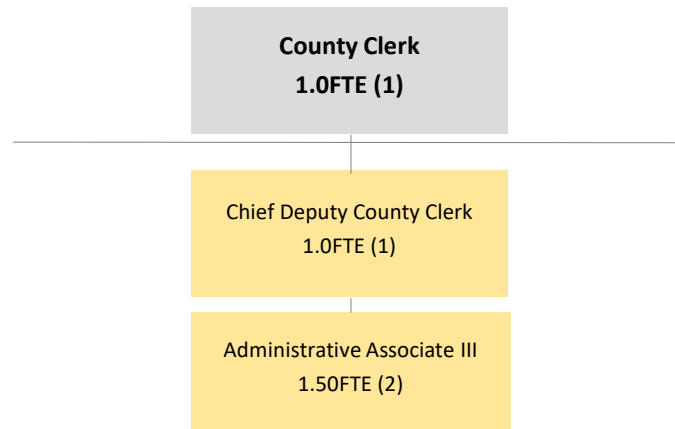 County Clerk
1.0FTE (1)
Chief Deputy County Clerk
1.0FTE (1)
Administrative Associate III
1.50FTE (2)